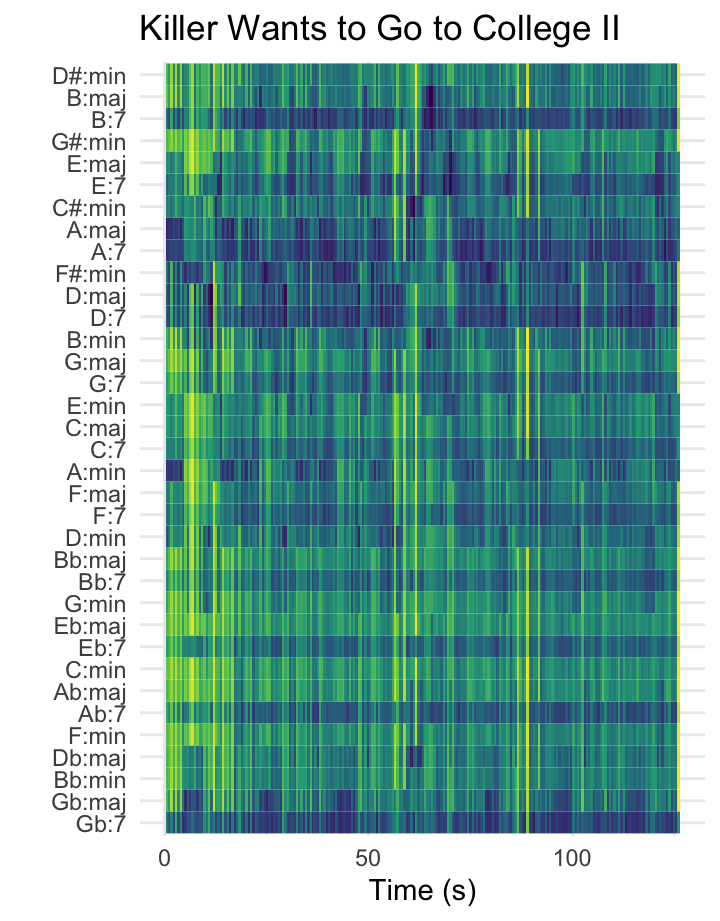 Killer Wants to Go to College II
D#:min
B:maj
B:7
G#:min
E:maj
E:7
C#:min
A:maj
A:7
F#:min
D:maj
D:7
B:min
G:maj
G:7
E:min
C:maj
C:7
A:min
F:maj
F:7
D:min
Bb:maj
Bb:7
G:min
Eb:maj
Eb:7
C:min
Ab:maj
Ab:7
F:min
Db:maj
Bb:min
Gb:maj
Gb:7
0 50 100
Time (s)